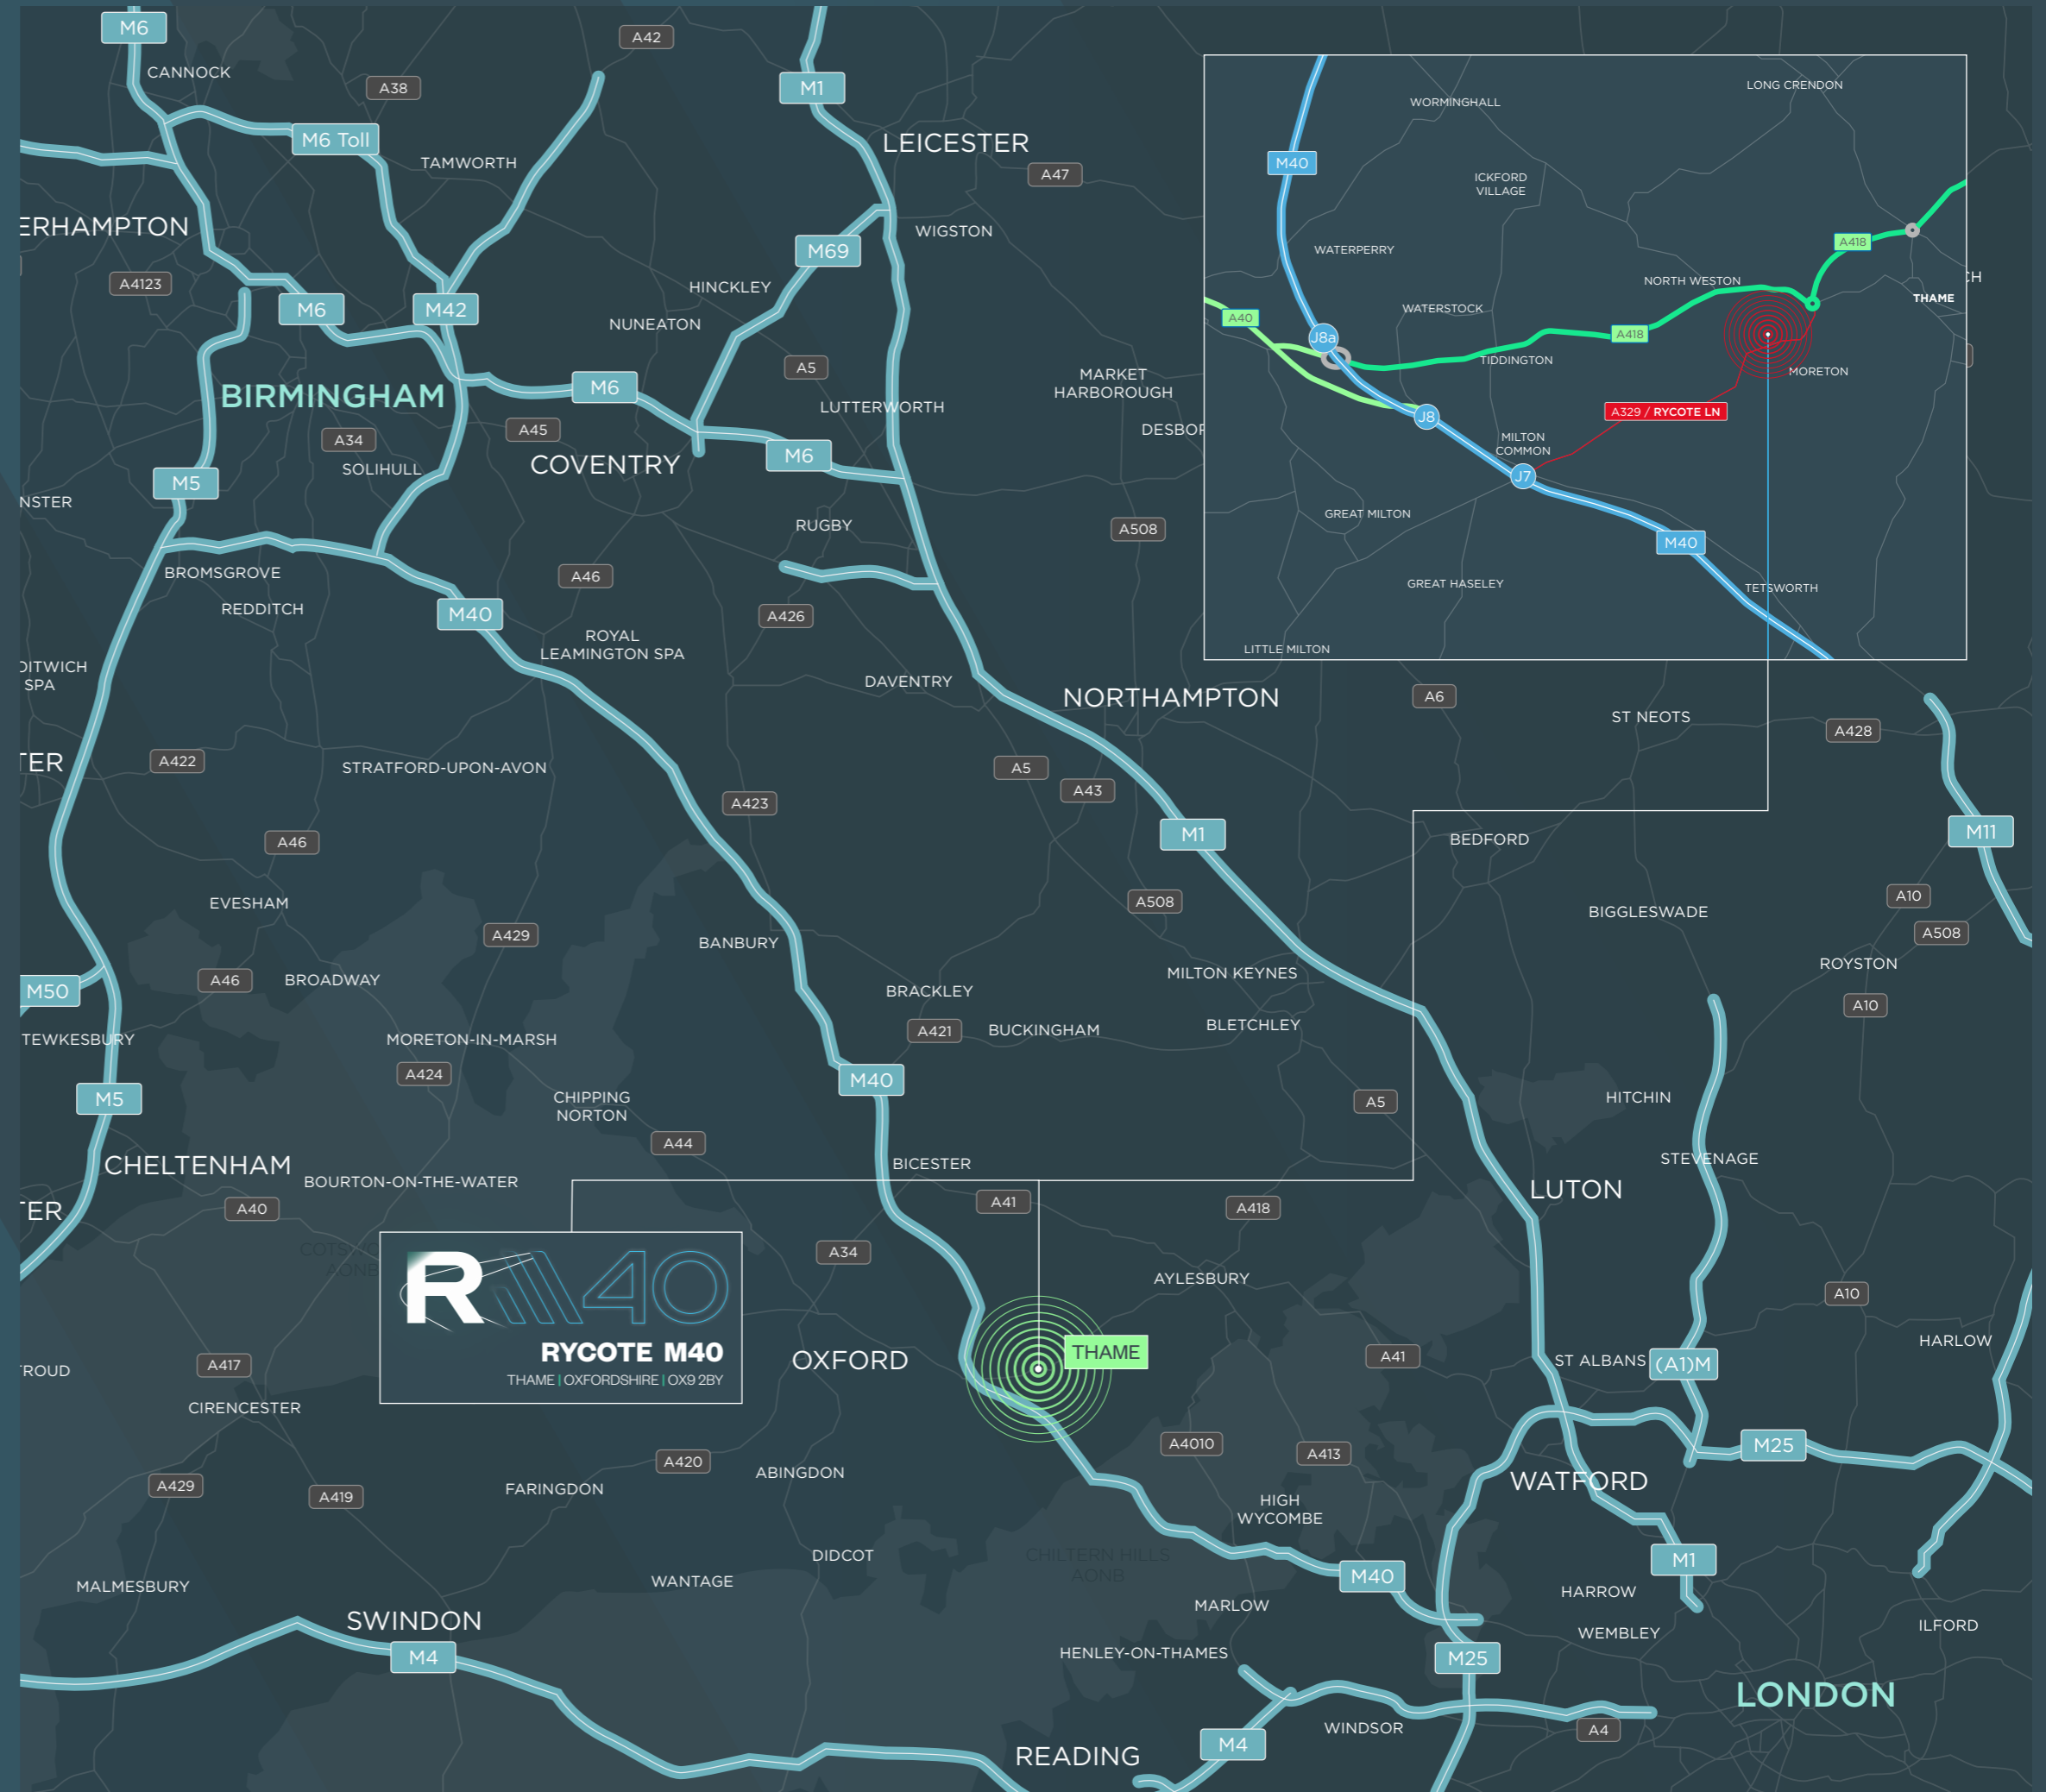 M6
A42
CANNOCK
A38
M1
M6 Toll
LEICESTER
TAMWORTH
A47
ERHAMPTON
WIGSTON
M69
A4123
HINCKLEY
M6
M42
NUNEATON
A5
MARKET
HARBOROUGH
M6
BIRMINGHAM
LUTTERWORTH
A34
A45
DESBOR
SOLIHULL
COVENTRY
M6
M5
NSTER
RUGBY
A508
BROMSGROVE
A46
REDDITCH
M40
A426
ROYAL
LEAMINGTON SPA
OITWICH
SPA
DAVENTRY
NORTHAMPTON
A6
ST NEOTS
A428
TER
A422
STRATFORD-UPON-AVON
A5
A43
A423
M1
M11
A46
BEDFORD
EVESHAM
A508
A10
BIGGLESWADE
A429
A508
BANBURY
ROYSTON
A46
BROADWAY
MILTON KEYNES
M50
BRACKLEY
A10
TEWKESBURY
MORETON-IN-MARSH
A421
BUCKINGHAM
BLETCHLEY
A424
M40
M5
CHIPPING
NORTON
A5
HITCHIN
A44
CHELTENHAM
BICESTER
STEVENAGE
BOURTON-ON-THE-WATER
LUTON
TER
A40
A41
A418
A34
AYLESBURY
A10
R M40
RYCOTE M40
THAME | OXFORDSHIRE | OX9 2BY
OXFORD
THAME
A41
ST ALBANS
(A1)M
HARLOW
TROUD
A417
CIRENCESTER
A4010
A413
M25
A420
ABINGDON
WATFORD
A429
A419
FARINGDON
HIGH
WYCOMBE
DIDCOT
CHILTERN HILLS
AONB
M40
M1
MALMESBURY
WANTAGE
HARROW
MARLOW
SWINDON
WEMBLEY
ILFORD
M4
HENLEY-ON-THAMES
M25
LONDON
WINDSOR
A4
READING
M4
LONG CRENDON
WORMINGHALL
M40
ICKFORD
VILLAGE
WATERPERRY
A418
NORTH WESTON
CH
THAME
WATERSTOCK
A40
J8a
A418
TIDDINGTON
MORETON
A329 / RYCOTE LN
J8
MILTON
COMMON
J7
GREAT MILTON
M40
GREAT HASELEY
TETSWORTH
LITTLE MILTON